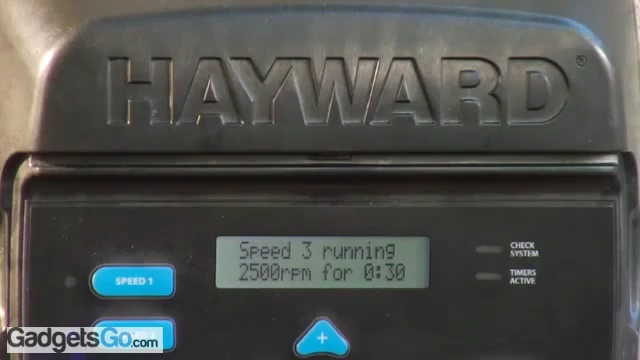 HAYWARD®
Speed 3 running
2500rpm for 0:30
CHECK
SYSTEM
TIMERS
ACTIVE
SPEED 1
+
GadgetsGo.com